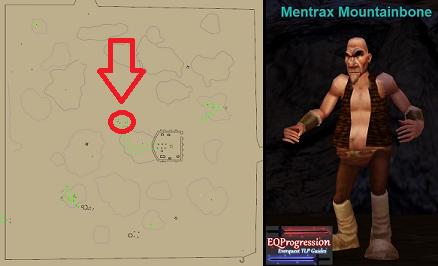 Mentrax Mountainbone
EQProgression
Everquest TLP Guides